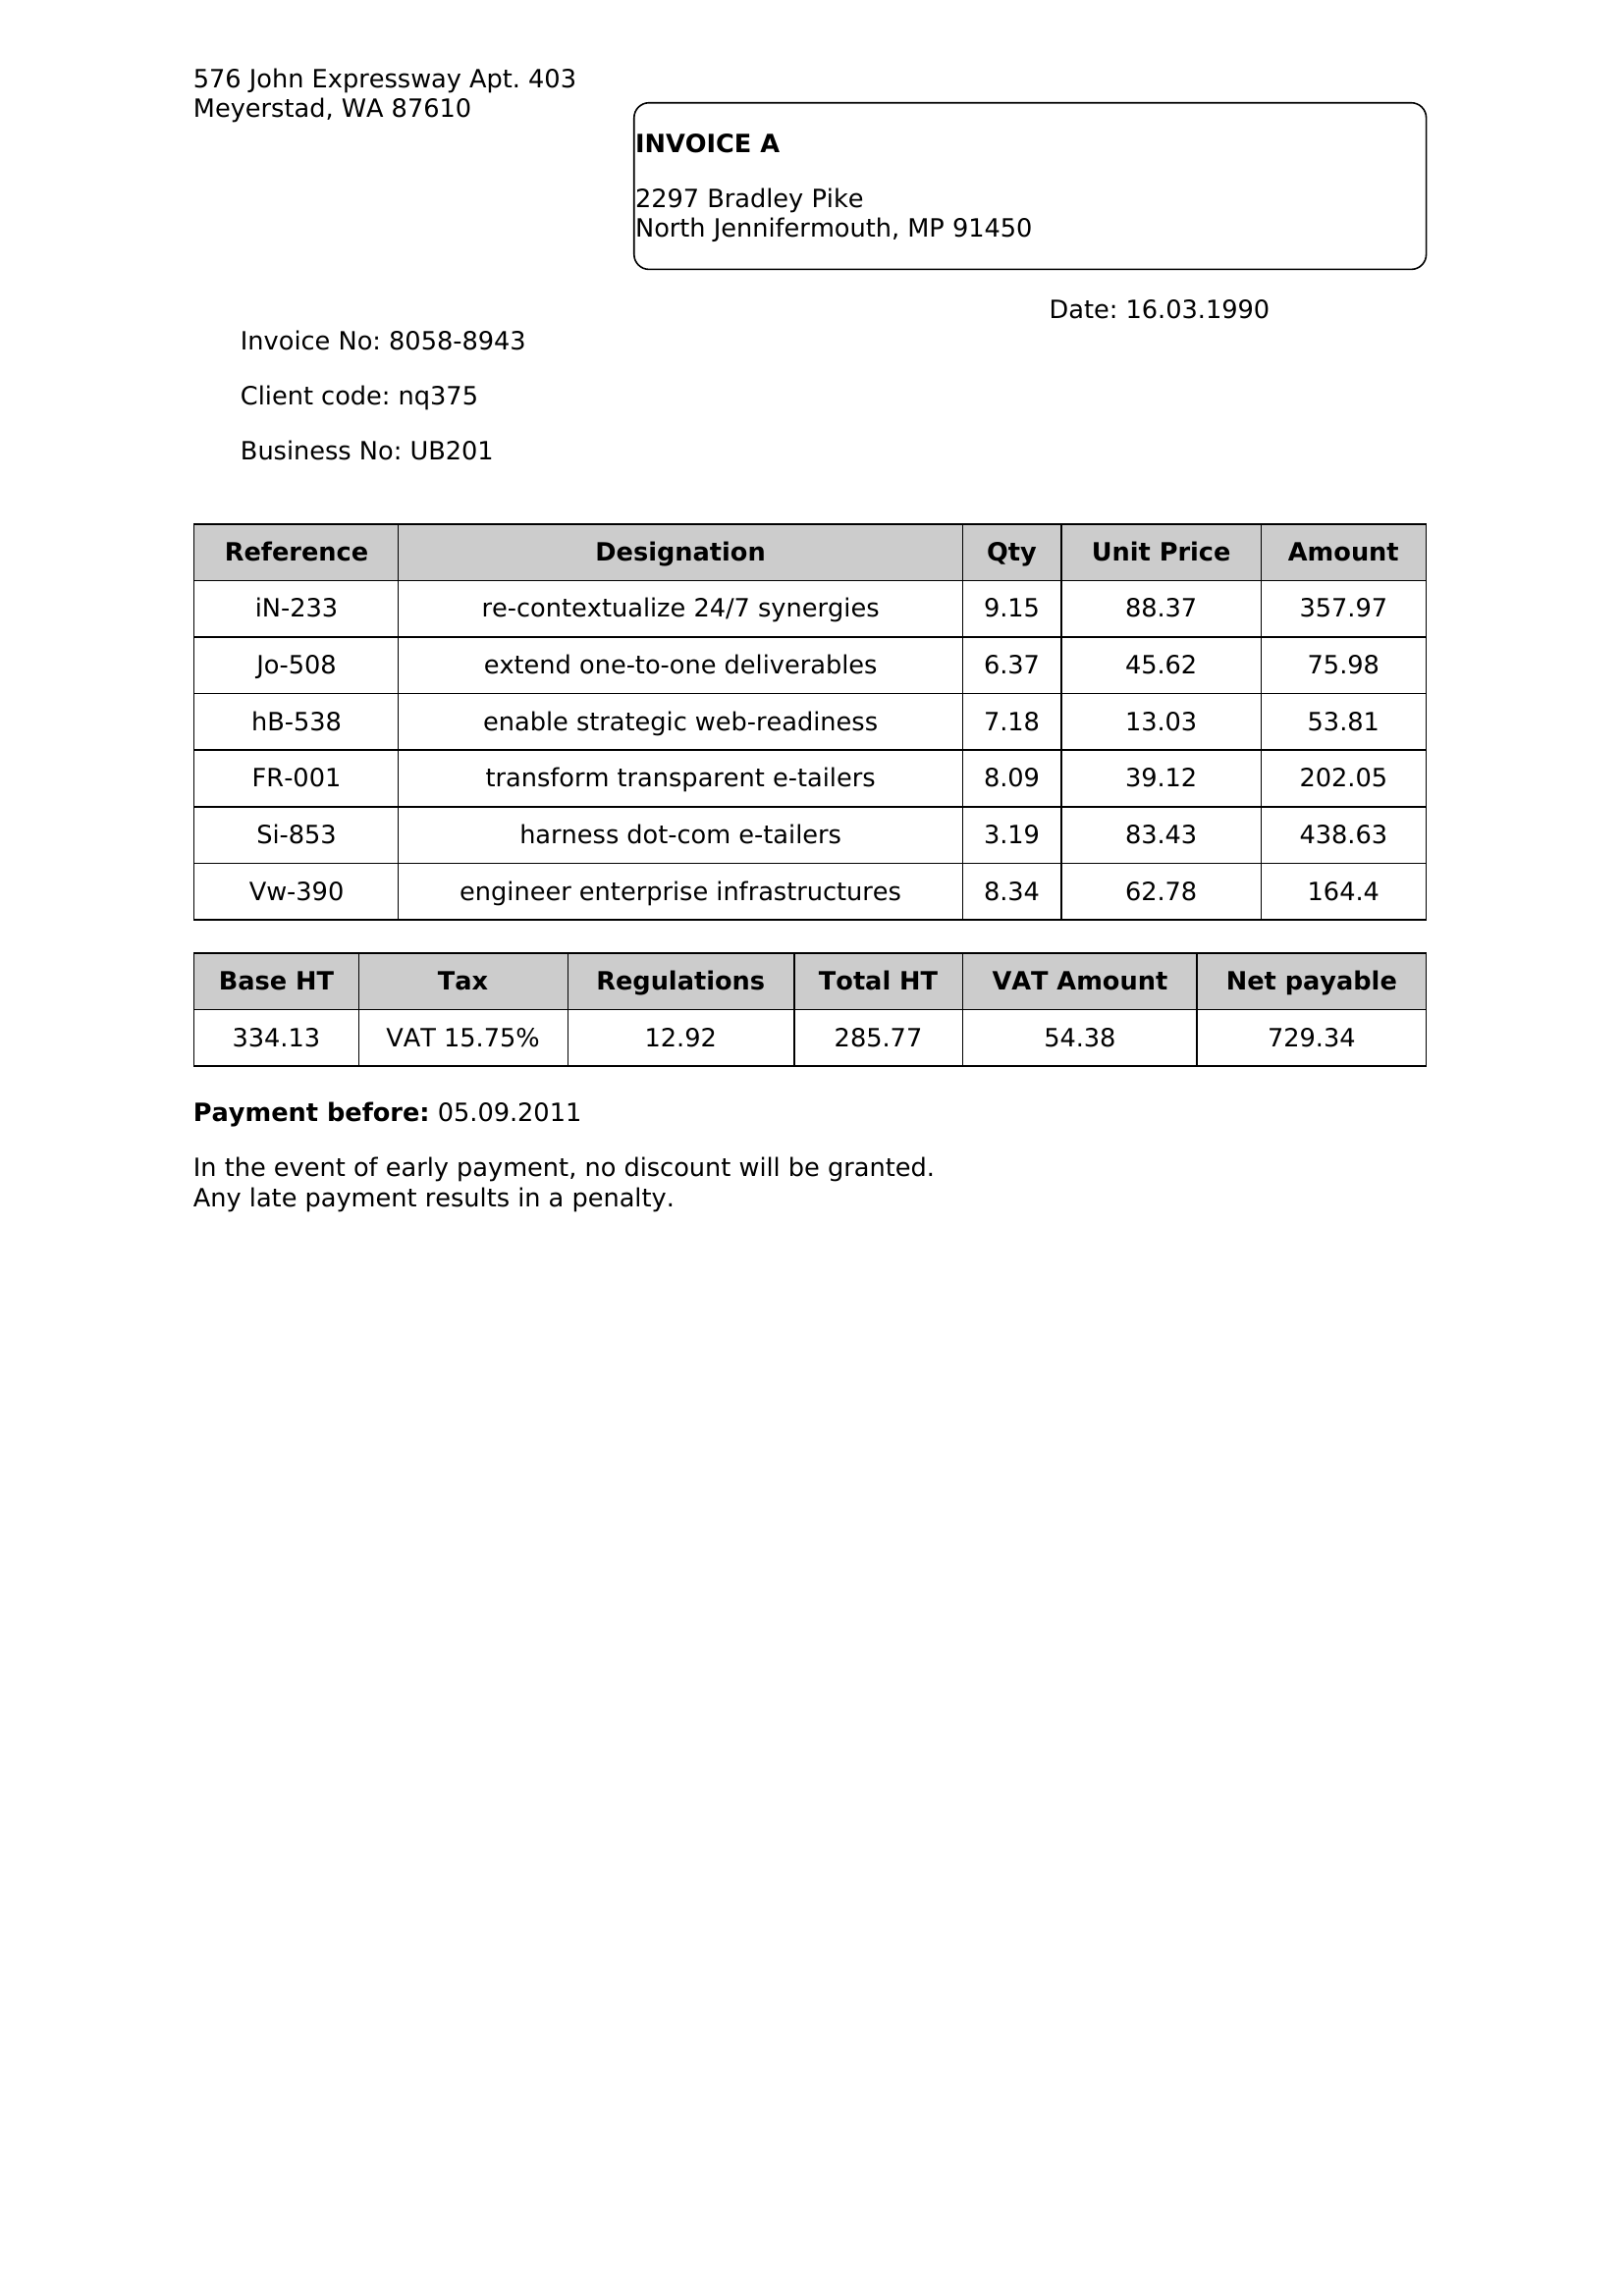 576 John Expressway Apt. 403
Meyerstad, WA 87610
INVOICE A
2297 Bradley Pike
North Jennifermouth, MP 91450
Date: 16.03.1990
Invoice No: 8058-8943
Client code: nq375
Business No: UB201
Reference Designation Qty Unit Price Amount
iN-233 re-contextualize 24/7 synergies 9.15 88.37 357.97
Jo-508 extend one-to-one deliverables 6.37 45.62 75.98
hB-538 enable strategic web-readiness 7.18 13.03 53.81
FR-001 transform transparent e-tailers 8.09 39.12 202.05
Si-853 harness dot-com e-tailers 3.19 83.43 438.63
Vw-390 engineer enterprise infrastructures 8.34 62.78 164.4
Base HT Tax Regulations Total HT VAT Amount Net payable
334.13 VAT 15.75% 12.92 285.77 54.38 729.34
Payment before: 05.09.2011
In the event of early payment, no discount will be granted.
Any late payment results in a penalty.